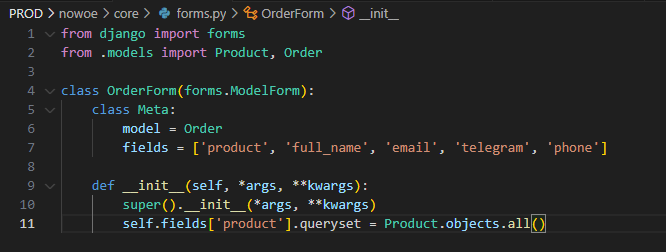 PROD > nowoe > core > forms.py > OrderForm > __init__
1 from django import forms
2 from .models import Product, Order
3
4 class OrderForm(forms.ModelForm):
5     class Meta:
6         model = Order
7         fields = ['product', 'full_name', 'email', 'telegram', 'phone']
8
9     def __init__(self, *args, **kwargs):
10         super().__init__(*args, **kwargs)
11         self.fields['product'].queryset = Product.objects.all()